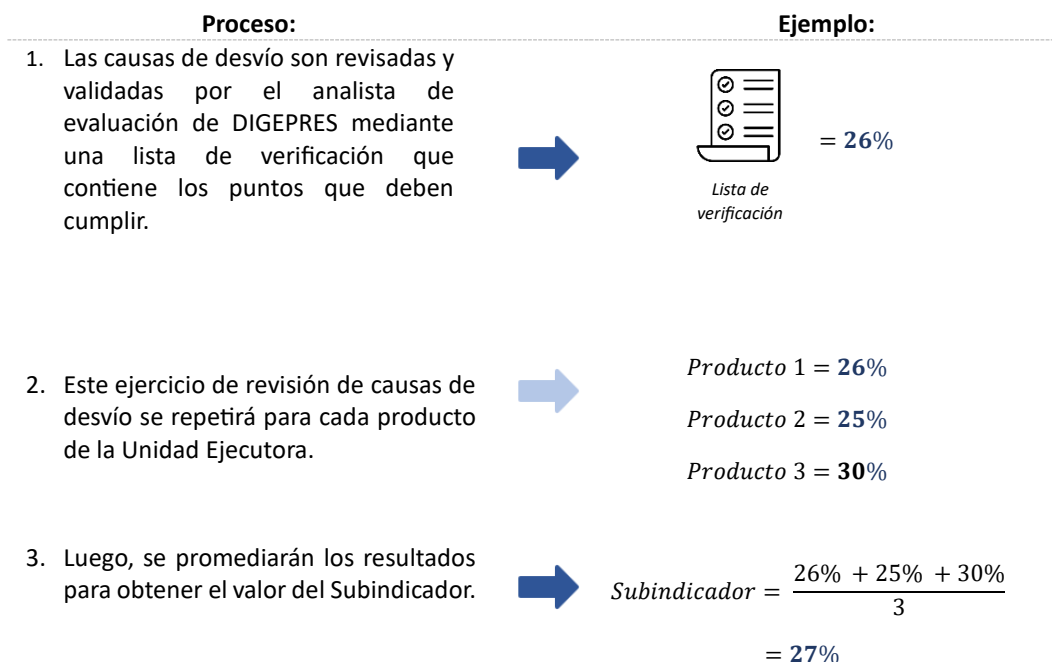 Proceso:
Ejemplo:
1. Las causas de desvío son revisadas y
validadas por el analista de
evaluación de DIGEPRES mediante
una lista de verificación que
contiene los puntos que deben
cumplir.
= 26%
Lista de
verificación
2. Este ejercicio de revisión de causas de
desvío se repetirá para cada producto
de la Unidad Ejecutora.
Producto 1 = 26%
Producto 2 = 25%
Producto 3 = 30%
3. Luego, se promediarán los resultados
para obtener el valor del Subindicador.
Subindicador = 26% + 25% + 30%
3
= 27%